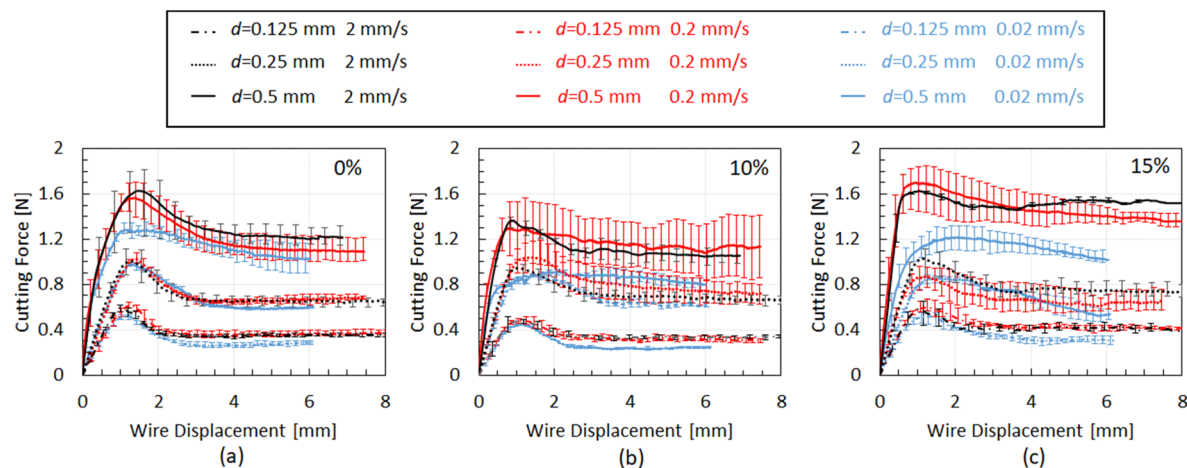 d=0.125 mm 2 mm/s d=0.125 mm 0.2 mm/s d=0.125 mm 0.02 mm/s
d=0.25 mm 2 mm/s d=0.25 mm 0.2 mm/s d=0.25 mm 0.02 mm/s
d=0.5 mm 2 mm/s d=0.5 mm 0.2 mm/s d=0.5 mm 0.02 mm/s
Cutting Force [N]
2
1.6
1.2
0.8
0.4
0
0%
0 2 4 6 8
Wire Displacement [mm]
(a)
Cutting Force [N]
2
1.6
1.2
0.8
0.4
0
10%
0 2 4 6 8
Wire Displacement [mm]
(b)
Cutting Force [N]
2
1.6
1.2
0.8
0.4
0
15%
0 2 4 6 8
Wire Displacement [mm]
(c)